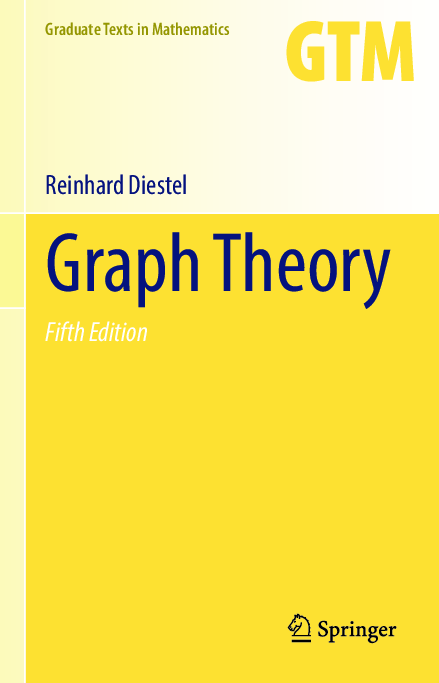 Graduate Texts in Mathematics
GTM
Reinhard Diestel
Graph Theory
Fifth Edition
Springer